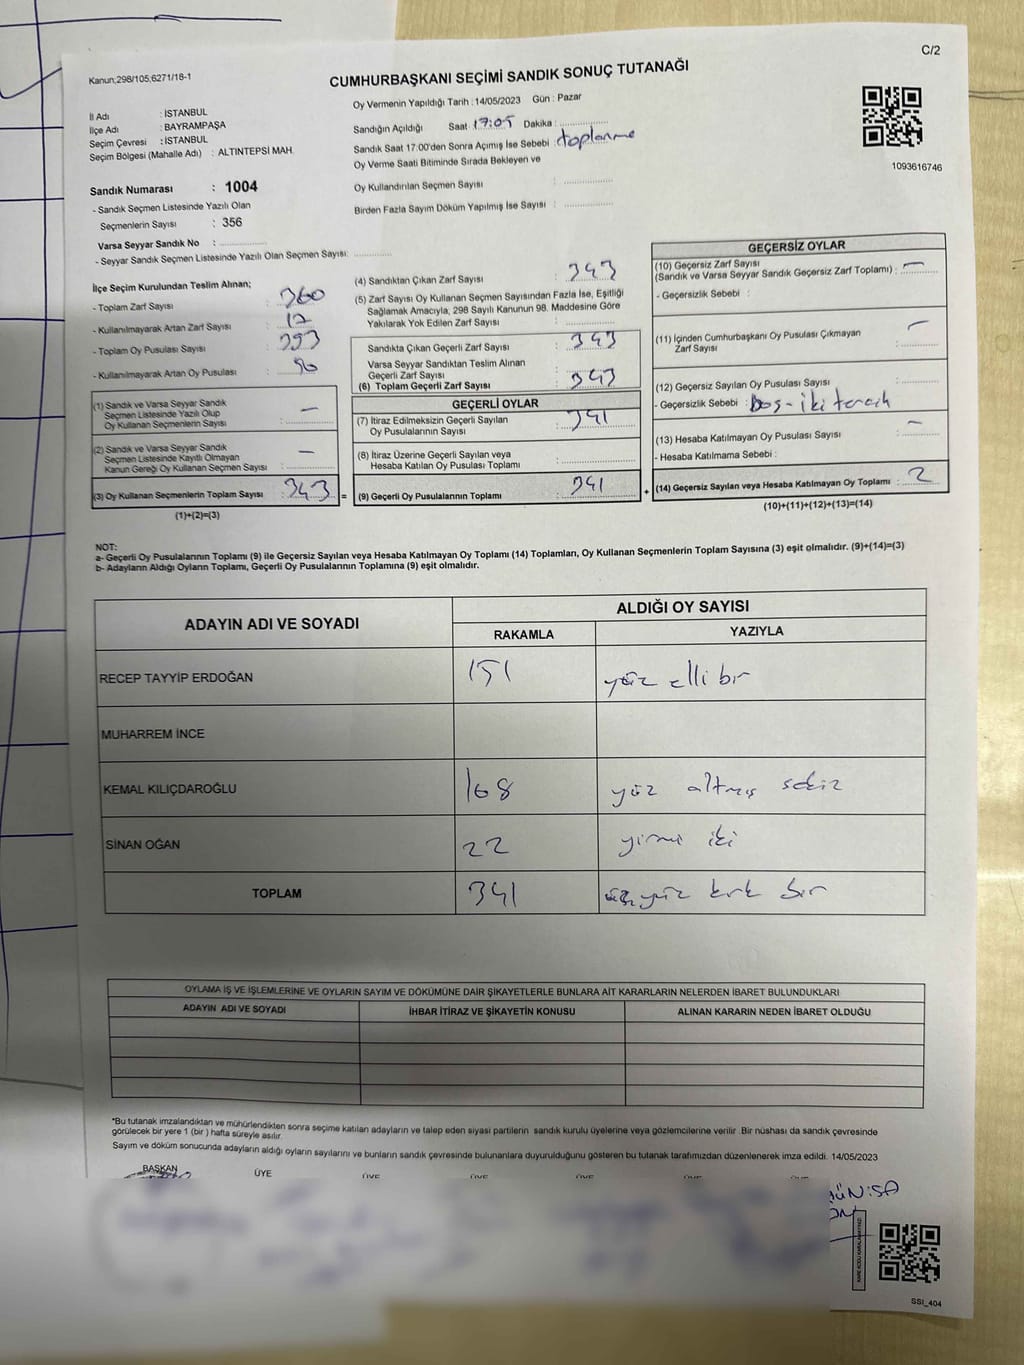 C/2
Kanun;298/105;6271/18-1
CUMHURBAŞKANI SEÇİMİ SANDIK SONUÇ TUTANAĞI
İl Adı : İSTANBUL
İlçe Adı : BAYRAMPAŞA
Seçim Çevresi : İSTANBUL
Seçim Bölgesi (Mahalle Adı) : ALTINTEPSİ MAH.
Sandık Numarası : 1004
- Sandık Seçmen Listesinde Yazılı Olan
Seçmenlerin Sayısı : 356
Varsa Seyyar Sandık No :
- Seyyar Sandık Seçmen Listesinde Yazılı Olan Seçmen Sayısı:
Oy Vermenin Yapıldığı Tarih : 14/05/2023 Gün : Pazar
Sandığın Açıldığı Saat 17:05 Dakika :
Sandık Saat 17:00'den Sonra Açımış İse Sebebi : toplanme
Oy Verme Saati Bitiminde Sırada Bekleyen ve
Oy Kullandırılan Seçmen Sayısı :
Birden Fazla Sayım Döküm Yapılmış İse Sayısı :
1093616746
İlçe Seçim Kurulundan Teslim Alınan;
- Toplam Zarf Sayısı : 360
- Kullanılmayarak Artan Zarf Sayısı : 17
- Toplam Oy Pusulası Sayısı :
- Kullanılmayarak Artan Oy Pusulası :
(1) Sandık ve Varsa Seyyar Sandık
Seçmen Listesinde Yazılı Olup
Oy Kullanan Seçmenlerin Sayısı : —
(2) Sandık ve Varsa Seyyar Sandık
Seçmen Listesinde Kayıtlı Olmayan
Kanun Gereği Oy Kullanan Seçmen Sayısı : —
(3) Oy Kullanan Seçmenlerin Toplam Sayısı : 343 =
(1)+(2)=(3)
(4) Sandıktan Çıkan Zarf Sayısı : 343
(5) Zarf Sayısı Oy Kullanan Seçmen Sayısından Fazla İse, Eşitliği
Sağlamak Amacıyla, 298 Sayılı Kanunun 98. Maddesine Göre
Yakılarak Yok Edilen Zarf Sayısı :
Sandıkta Çıkan Geçerli Zarf Sayısı : 343
Varsa Seyyar Sandıktan Teslim Alınan
Geçerli Zarf Sayısı :
(6) Toplam Geçerli Zarf Sayısı : 343
GEÇERLİ OYLAR
(7) İtiraz Edilmeksizin Geçerli Sayılan
Oy Pusulalarının Sayısı : 341
(8) İtiraz Üzerine Geçerli Sayılan veya
Hesaba Katılan Oy Pusulası Toplamı :
(9) Geçerli Oy Pusulalarının Toplamı : 341 +
GEÇERSİZ OYLAR
(10) Geçersiz Zarf Sayısı
(Sandık ve Varsa Seyyar Sandık Geçersiz Zarf Toplamı) : —
- Geçersizlik Sebebi :
(11) İçinden Cumhurbaşkanı Oy Pusulası Çıkmayan
Zarf Sayısı : —
(12) Geçersiz Sayılan Oy Pusulası Sayısı :
- Geçersizlik Sebebi : boş-iki tercih
(13) Hesaba Katılmayan Oy Pusulası Sayısı : —
- Hesaba Katılmama Sebebi :
(14) Geçersiz Sayılan veya Hesaba Katılmayan Oy Toplamı : 2
(10)+(11)+(12)+(13)=(14)
NOT:
a- Geçerli Oy Pusulalarının Toplamı (9) ile Geçersiz Sayılan veya Hesaba Katılmayan Oy Toplamı (14) Toplamları, Oy Kullanan Seçmenlerin Toplam Sayısına (3) eşit olmalıdır. (9)+(14)=(3)
b- Adayların Aldığı Oyların Toplamı, Geçerli Oy Pusulalarının Toplamına (9) eşit olmalıdır.
ADAYIN ADI VE SOYADI
ALDIĞI OY SAYISI
RAKAMLA YAZIYLA
RECEP TAYYİP ERDOĞAN 151 yüz elli bir
MUHARREM İNCE
KEMAL KILIÇDAROĞLU 168 yüz altmış sekiz
SİNAN OĞAN 22 yirmi iki
TOPLAM 341 üçyüz kırk bir
OYLAMA İŞ VE İŞLEMLERİNE VE OYLARIN SAYIM VE DÖKÜMÜNE DAİR ŞİKAYETLERLE BUNLARA AİT KARARLARIN NELERDEN İBARET BULUNDUKLARI
ADAYIN ADI VE SOYADI İHBAR İTİRAZ VE ŞİKAYETİN KONUSU ALINAN KARARIN NEDEN İBARET OLDUĞU
*Bu tutanak imzalandıktan ve mühürlendikten sonra seçime katılan adayların ve talep eden siyasi partilerin sandık kurulu üyelerine veya gözlemcilerine verilir. Bir nüshası da sandık çevresinde
görülecek bir yere 1 (bir ) hafta süreyle asılır.
Sayım ve döküm sonucunda adayların aldığı oyların sayılarını ve bunların sandık çevresinde bulunanlara duyurulduğunu gösteren bu tutanak tarafımızdan düzenlenerek imza edildi. 14/05/2023
BAŞKAN ÜYE ÜYE ÜYE ÜYE
SSI_404